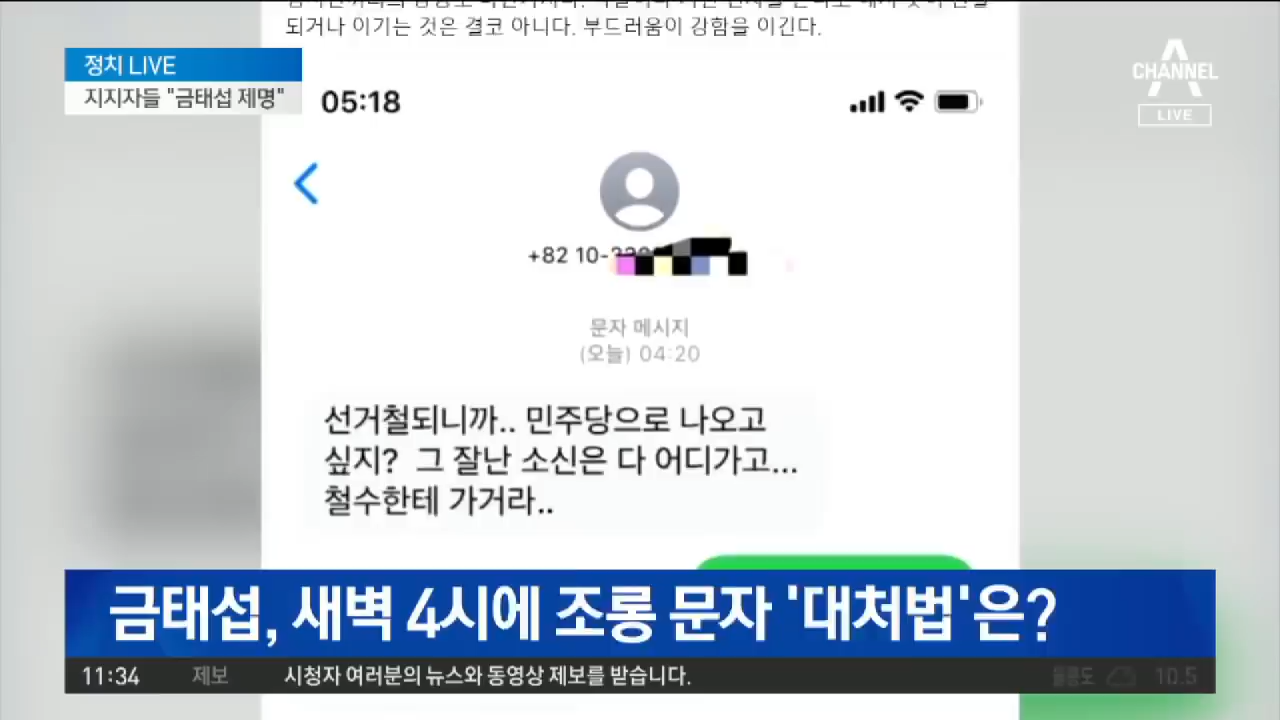 되거나 이기는 것은 결코 아니다. 부드러움이 강함을 이긴다.
정치 LIVE
지지자들 "금태섭 제명"
CHANNEL A
LIVE
05:18
+82 10-
문자 메시지
(오늘) 04:20
선거철되니까.. 민주당으로 나오고
싶지? 그 잘난 소신은 다 어디가고...
철수한테 가거라..
금태섭, 새벽 4시에 조롱 문자 '대처법'은?
11:34 제보 시청자 여러분의 뉴스와 동영상 제보를 받습니다.
울릉도 10.5